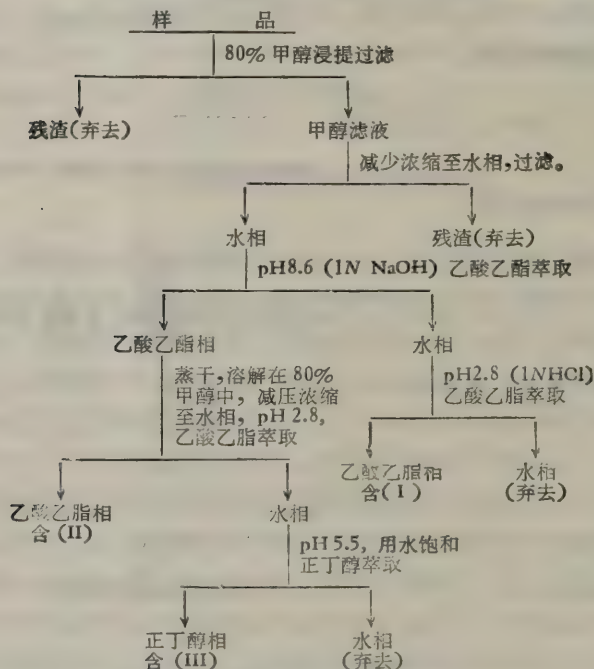 样 品
80% 甲醇浸提过滤
残渣(弃去) 甲醇滤液
减少浓缩至水相,过滤。
水相 残渣(弃去)
pH8.6 (1N NaOH) 乙酸乙酯萃取
乙酸乙酯相 水相
蒸干,溶解在 80%
甲醇中, 减压浓缩
至水相, pH 2.8,
乙酸乙脂萃取
pH2.8 (1NHCl)
乙酸乙脂萃取
乙酸乙脂相
含(I)
水相
(弃去)
乙酸乙脂相
含 (II)
水相
pH 5.5, 用水饱和
正丁醇萃取
正丁醇相
含 (III)
水相
(弃去)